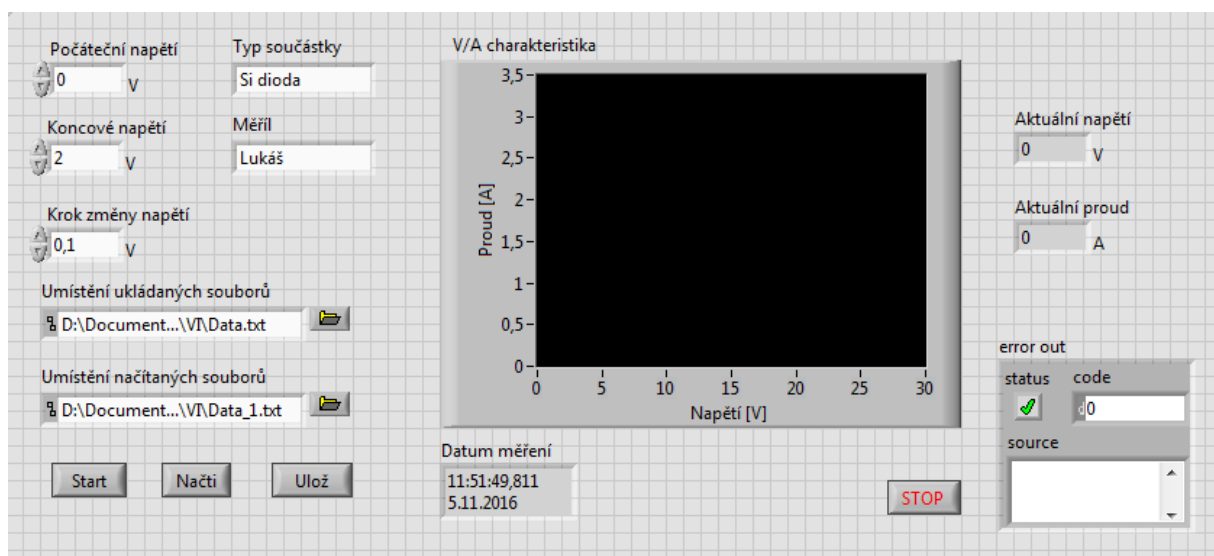 Počáteční napětí
0
V
Typ součástky
Si dioda
Koncové napětí
2
V
Měříl
Lukáš
Krok změny napětí
0,1
V
Umístění ukládaných souborů
D:\Document...\VI\Data.txt
Umístění načítaných souborů
D:\Document...\VI\Data_1.txt
Start
Načti
Ulož
V/A charakteristika
3,5
3
2,5
2
1,5
1
0,5
0
Proud [A]
0 5 10 15 20 25 30
Napětí [V]
Datum měření
11:51:49,811
5.11.2016
STOP
Aktuální napětí
0
V
Aktuální proud
0
A
error out
status
code
d0
source